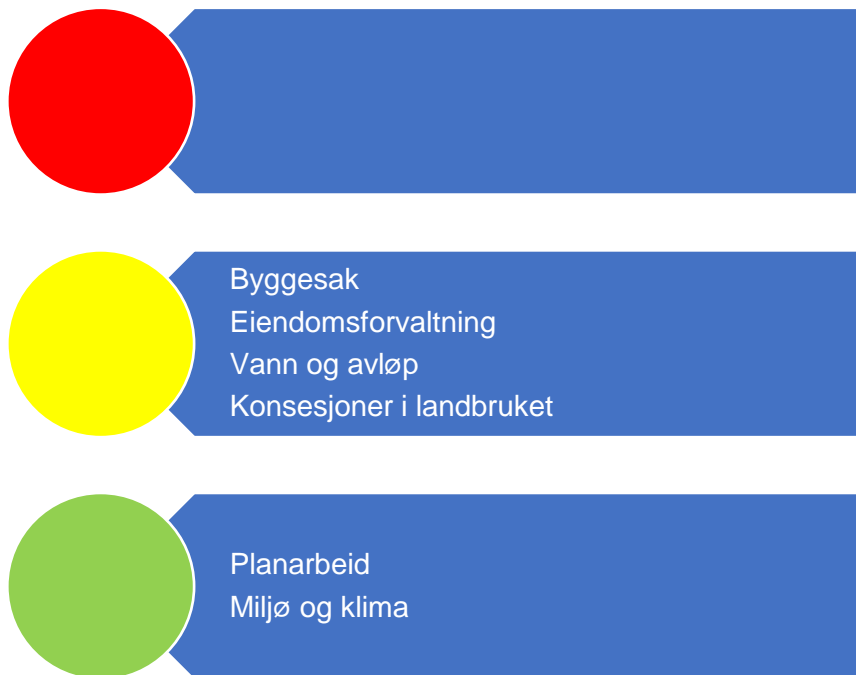 Byggesak
Eiendomsforvaltning
Vann og avløp
Konsesjoner i landbruket
Planarbeid
Miljø og klima